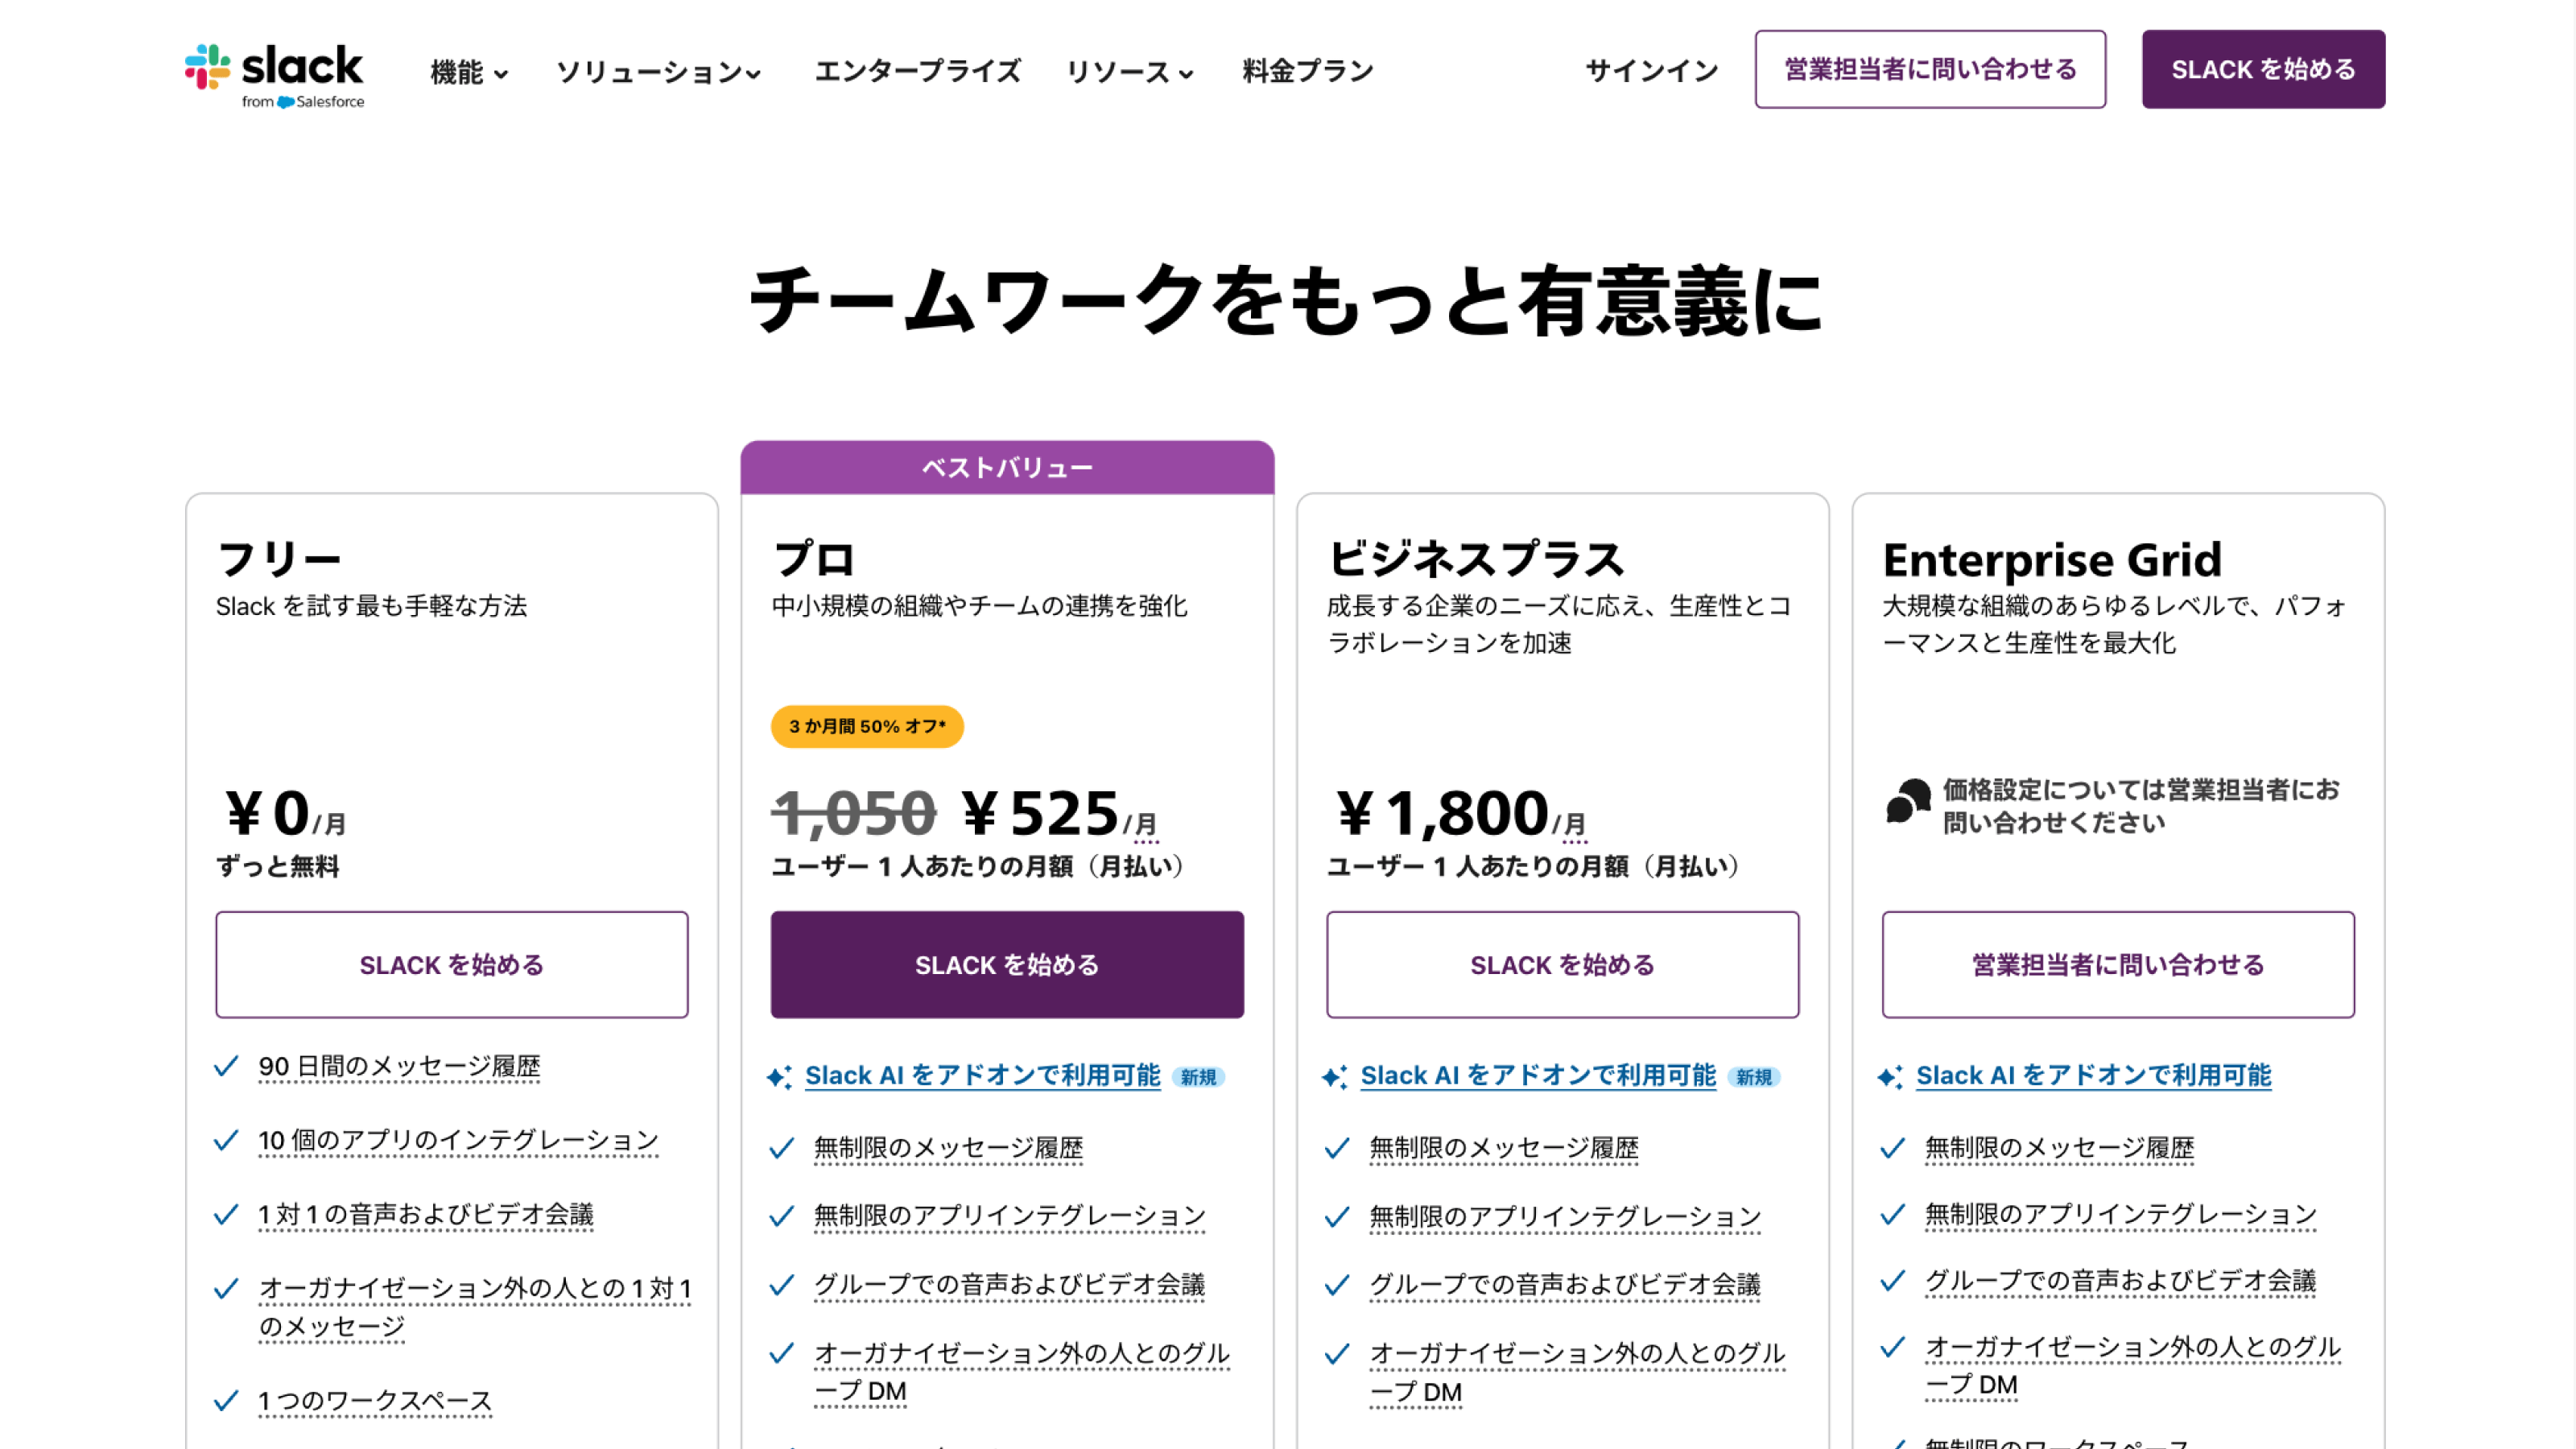 slack
from Salesforce
機能
ソリューション
エンタープライズ
リソース
料金プラン
サインイン
営業担当者に問い合わせる
SLACK を始める
チームワークをもっと有意義に
フリー
Slack を試す最も手軽な方法
¥0/月
ずっと無料
SLACK を始める
90 日間のメッセージ履歴
10 個のアプリのインテグレーション
1 対 1 の音声およびビデオ会議
オーガナイゼーション外の人との 1 対 1
のメッセージ
1 つのワークスペース
ベストバリュー
プロ
中小規模の組織やチームの連携を強化
3 か月間 50% オフ*
1,050 ¥525/月
ユーザー 1 人あたりの月額（月払い）
SLACK を始める
Slack AI をアドオンで利用可能 新規
無制限のメッセージ履歴
無制限のアプリインテグレーション
グループでの音声およびビデオ会議
オーガナイゼーション外の人とのグル
ープ DM
ビジネスプラス
成長する企業のニーズに応え、生産性とコ
ラボレーションを加速
¥1,800/月
ユーザー 1 人あたりの月額（月払い）
SLACK を始める
Slack AI をアドオンで利用可能 新規
無制限のメッセージ履歴
無制限のアプリインテグレーション
グループでの音声およびビデオ会議
オーガナイゼーション外の人とのグル
ープ DM
Enterprise Grid
大規模な組織のあらゆるレベルで、パフォ
ーマンスと生産性を最大化
価格設定については営業担当者にお
問い合わせください
営業担当者に問い合わせる
Slack AI をアドオンで利用可能
無制限のメッセージ履歴
無制限のアプリインテグレーション
グループでの音声およびビデオ会議
オーガナイゼーション外の人とのグル
ープ DM
無制限のワークスペース